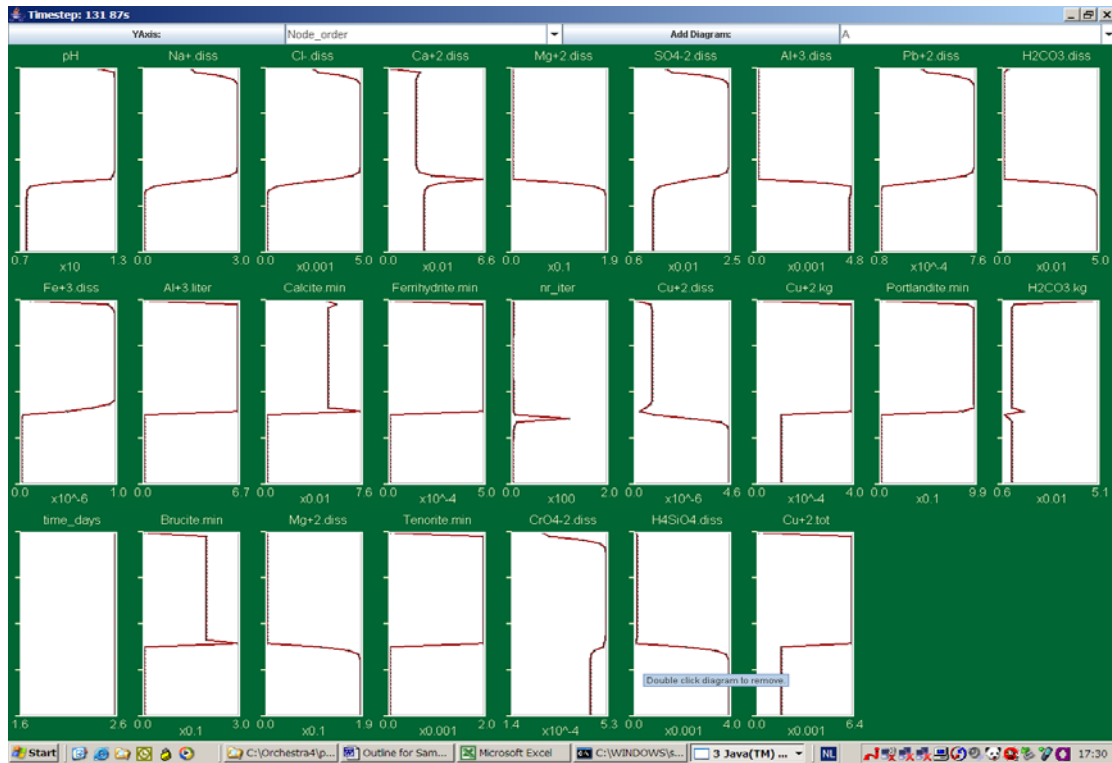 Timestep: 131 87s
YAxis: Node_order Add Diagram: A
pH Na+.diss Cl-.diss Ca+2.diss Mg+2.diss SO4-2.diss Al+3.diss Pb+2.diss H2CO3.diss
0.7 1.3 0.0 3.0 0.0 5.0 0.0 6.6 0.0 1.9 0.6 2.5 0.0 4.8 0.8 7.6 0.0 5.0
x10 x0.001 x0.001 x0.01 x0.1 x0.01 x0.001 x10^-4 x0.01
Fe+3.diss Al+3.liter Calcite.min Ferrihydrite.min nr_iter Cu+2.diss Cu+2.kg Portlandite.min H2CO3.kg
0.0 1.0 0.0 6.7 0.0 7.6 0.0 5.0 0.0 2.0 0.0 4.6 0.0 4.0 0.0 9.9 0.6 5.1
x10^-6 x0.01 x10^-4 x100 x10^-6 x10^-4 x0.1 x0.01
time_days Brucite.min Mg+2.diss Tenorite.min CrO4-2.diss H4SiO4.diss Cu+2.tot
Double click diagram to remove.
1.6 2.6 0.0 3.0 0.0 1.9 0.0 2.0 1.4 5.3 0.0 4.0 0.0 6.4
x0.1 x0.1 x0.001 x10^-4 x0.001 x0.001
Start C:\Orchestra4\p... Outline for Sam... Microsoft Excel C:\WINDOWS\s... 3 Java(TM) ... NL 17:30